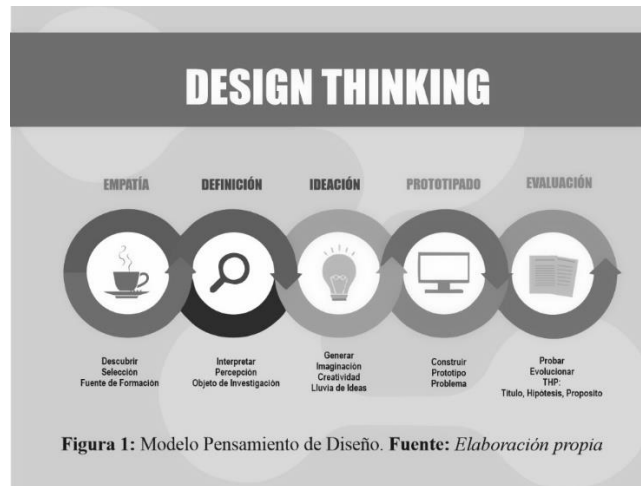 DESIGN THINKING
EMPATÍA
DEFINICIÓN
IDEACIÓN
PROTOTIPADO
EVALUACIÓN
Descubrir
Selección
Fuente de Formación
Interpretar
Percepción
Objeto de Investigación
Generar
Imaginación
Creatividad
Lluvia de Ideas
Construir
Prototipo
Problema
Probar
Evolucionar
THP:
Titulo, Hipótesis, Proposito
Figura 1: Modelo Pensamiento de Diseño. Fuente: Elaboración propia